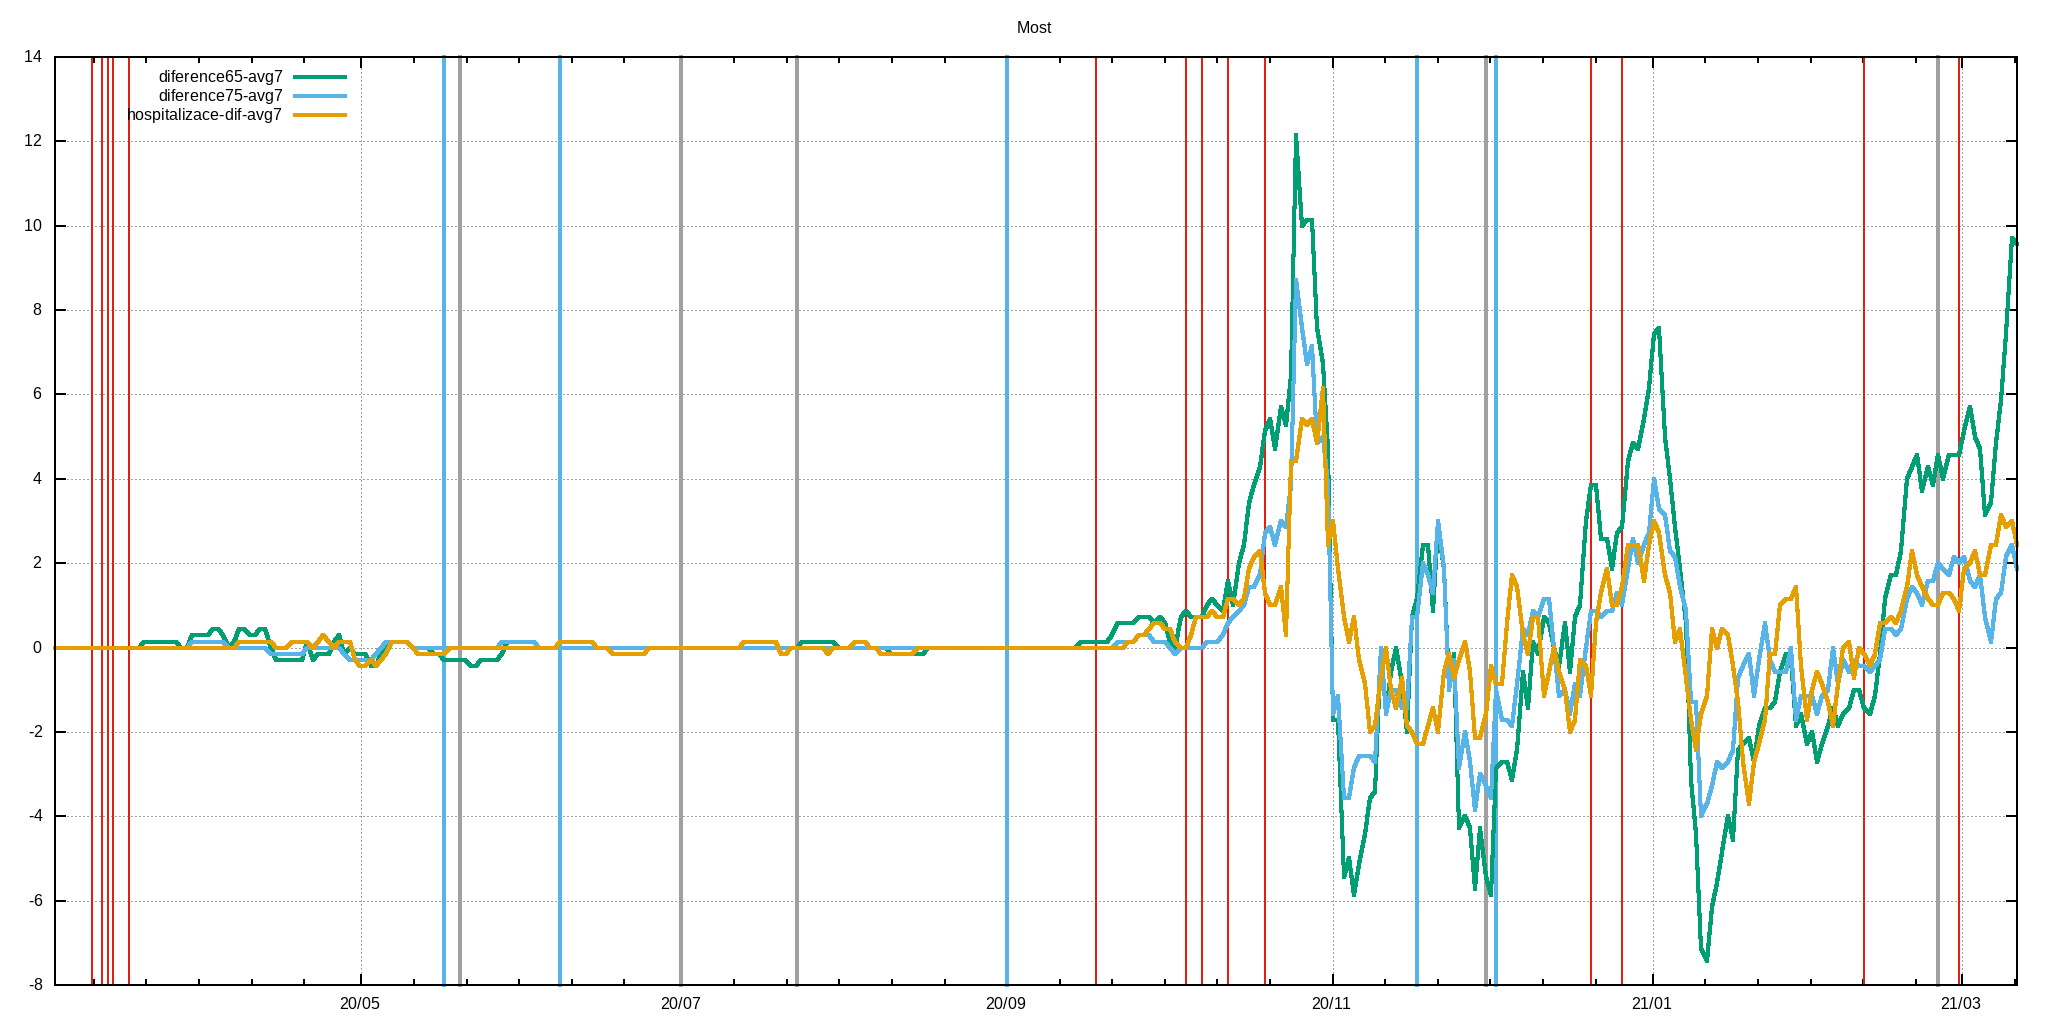 Most
diference65-avg7
diference75-avg7
hospitalizace-dif-avg7
14
12
10
8
6
4
2
0
-2
-4
-6
-8
20/05 20/07 20/09 20/11 21/01 21/03